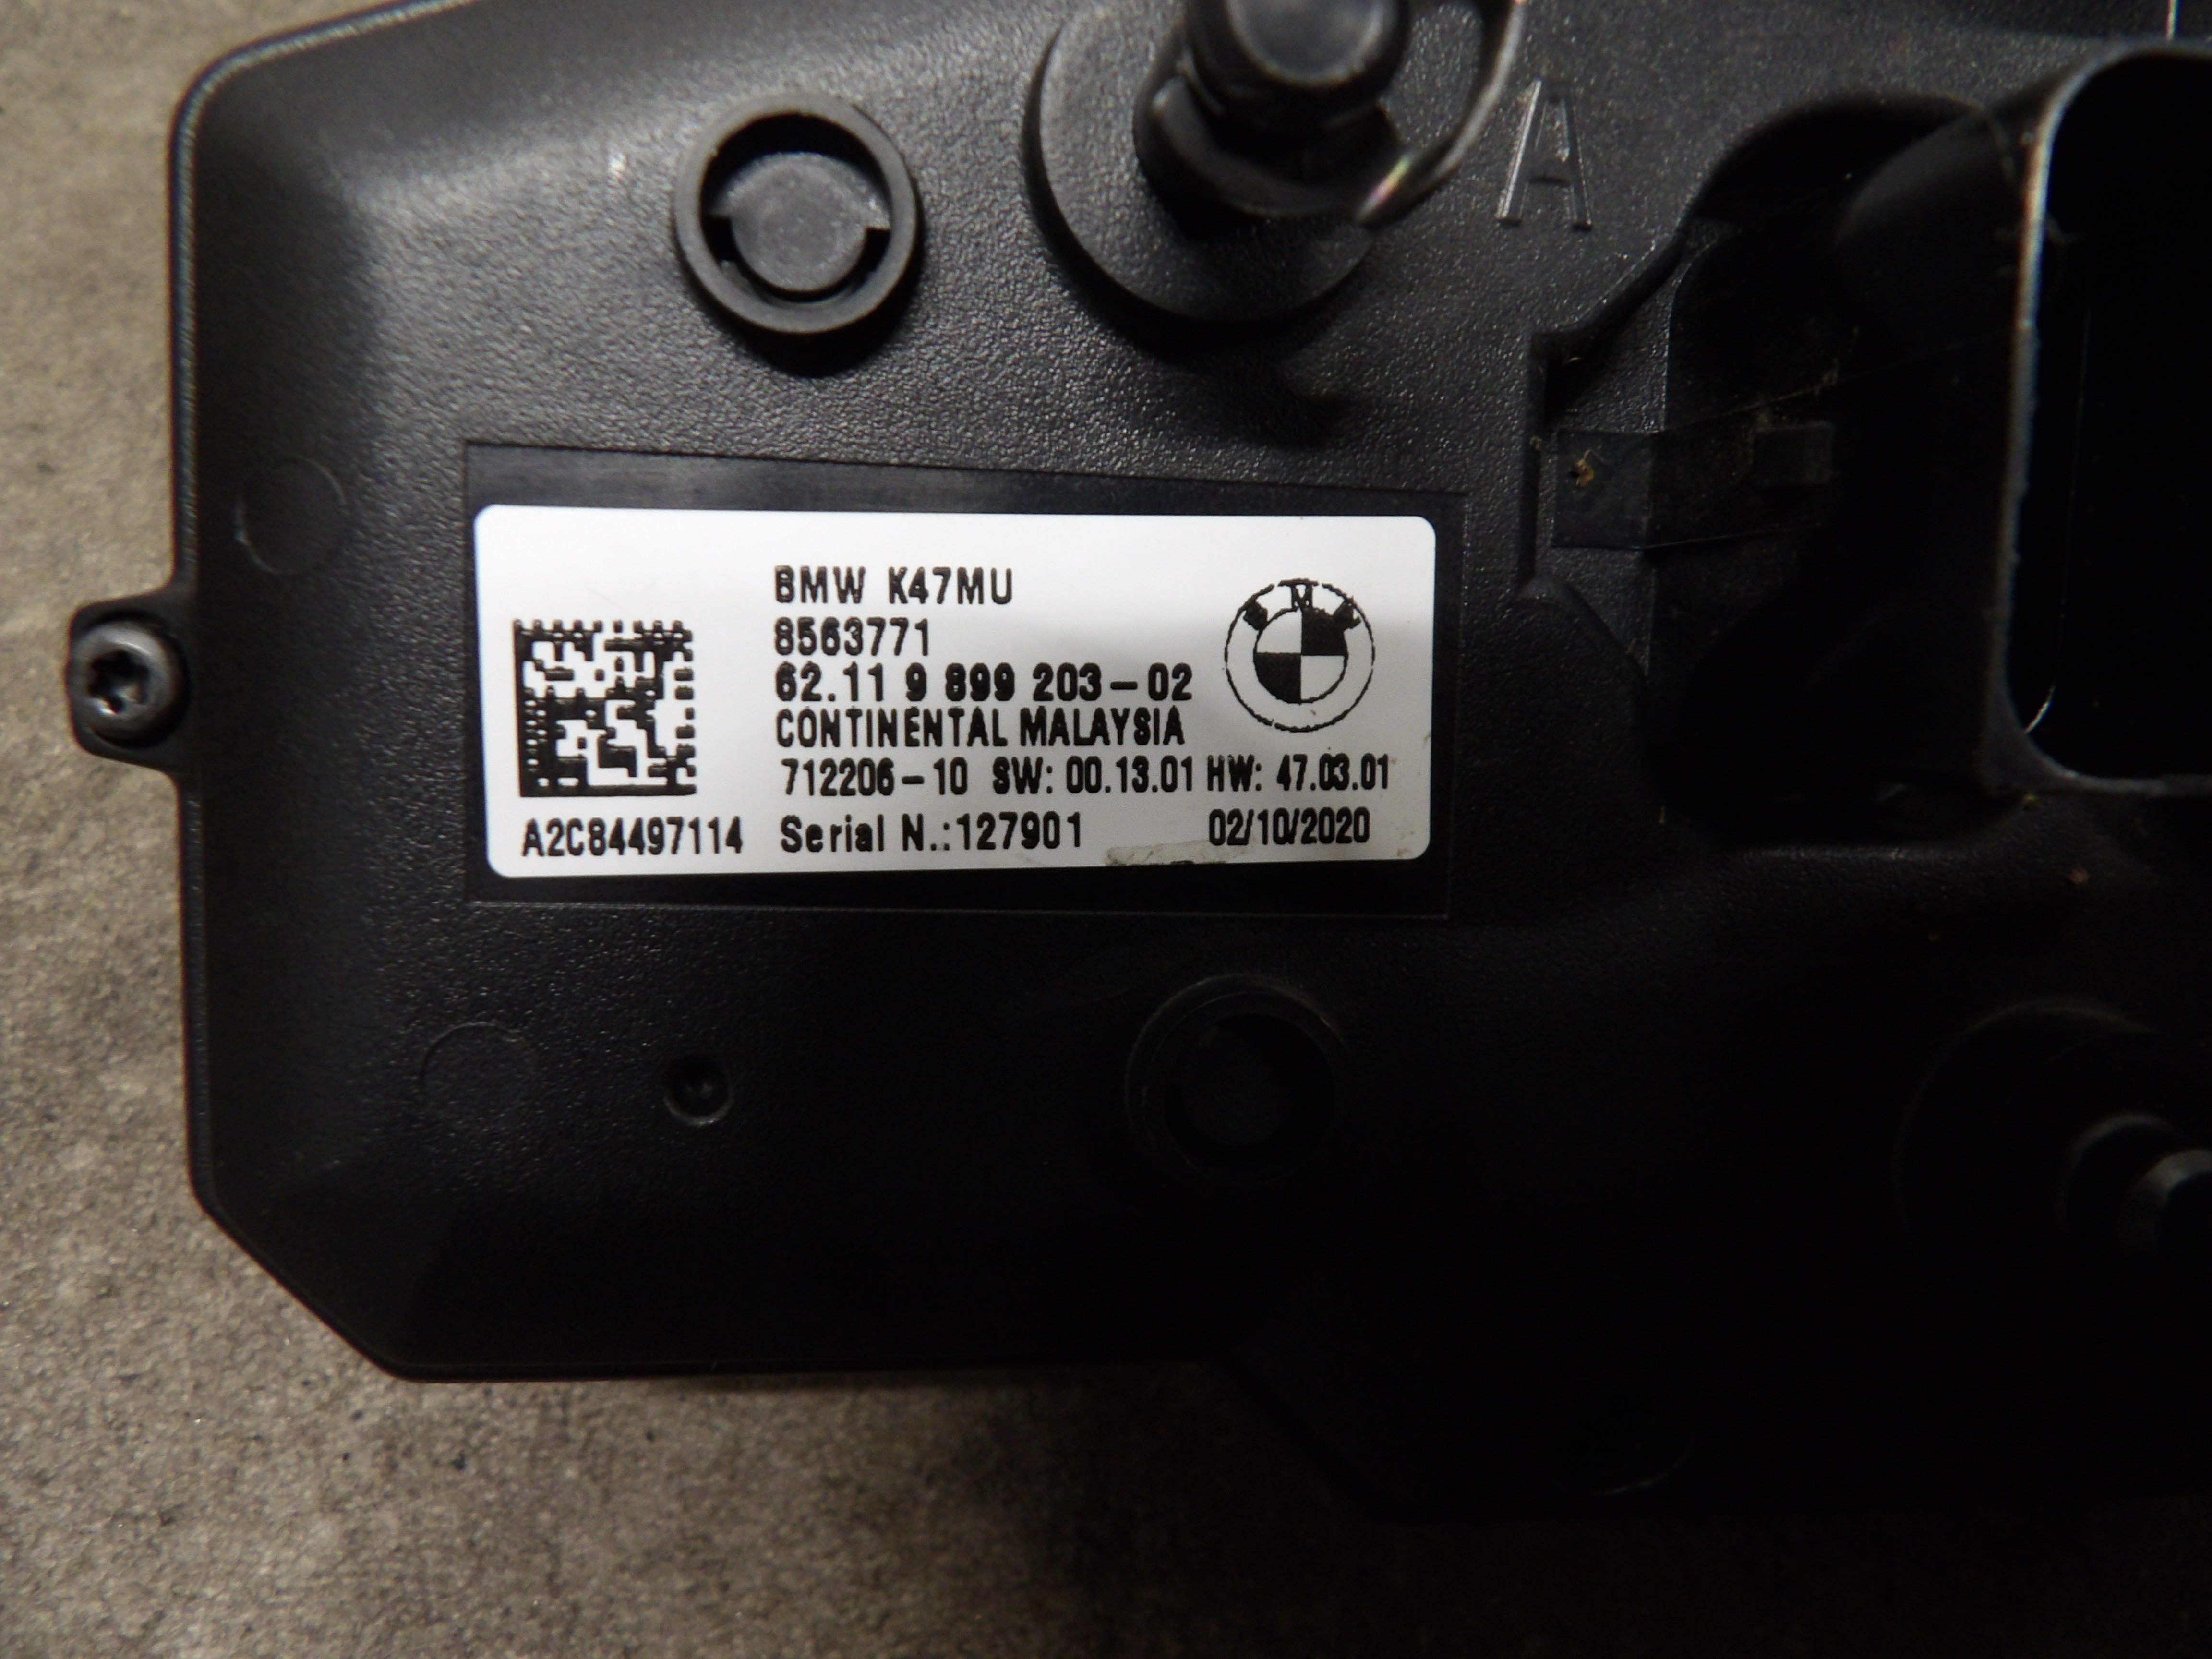 A
BMW K47MU
8563771
62.11 9 899 203-02
CONTINENTAL MALAYSIA
712206-10 SW: 00.13.01 HW: 47.03.01
A2C84497114 Serial N.:127901 02/10/2020
BMW